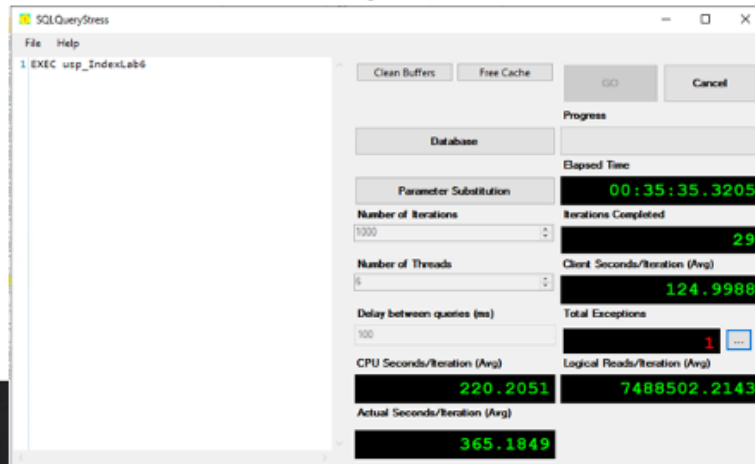 SQLQueryStress
File Help
1 EXEC usp_IndexLab6
Clean Buffers Free Cache
GO Cancel
Progress
Database
Elapsed Time
00:35:35.3205
Parameter Substitution
Number of Iterations
1000
Iterations Completed
29
Number of Threads
6
Client Seconds/Iteration (Avg)
124.9988
Delay between queries (ms)
100
Total Exceptions
1 ...
CPU Seconds/Iteration (Avg)
220.2051
Logical Reads/Iteration (Avg)
7488502.2143
Actual Seconds/Iteration (Avg)
365.1849